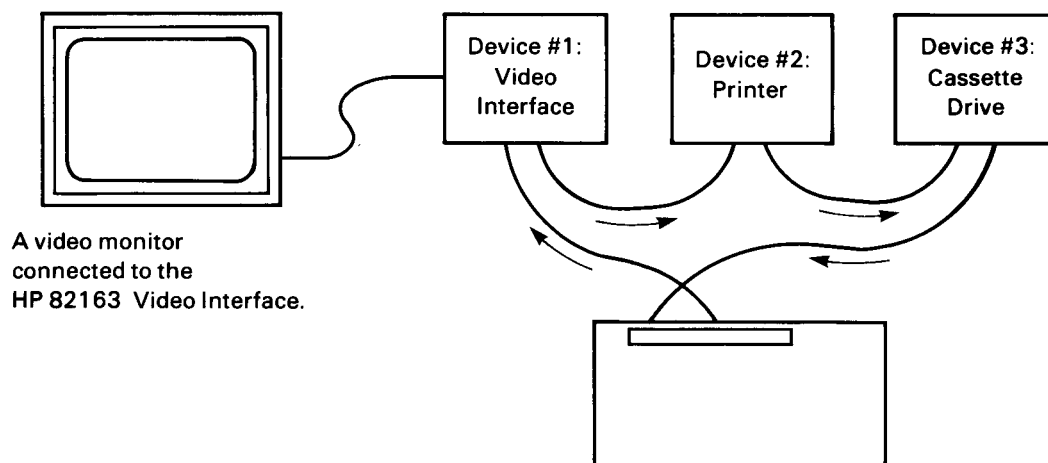 Device #1:
Video
Interface
Device #2:
Printer
Device #3:
Cassette
Drive
A video monitor
connected to the
HP 82163 Video Interface.